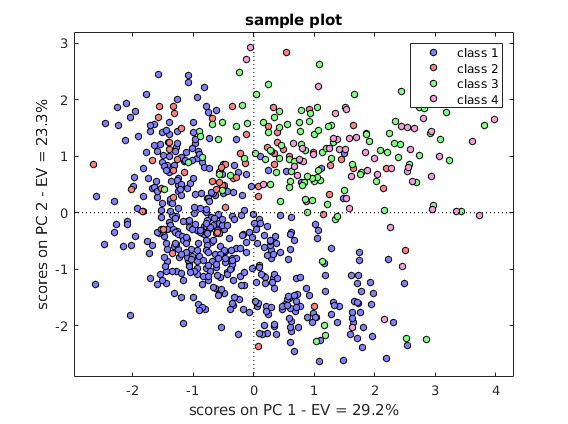 sample plot
class 1
class 2
class 3
class 4
scores on PC 2 - EV = 23.3%
3
2
1
0
-1
-2
-2
-1
0
1
2
3
4
scores on PC 1 - EV = 29.2%